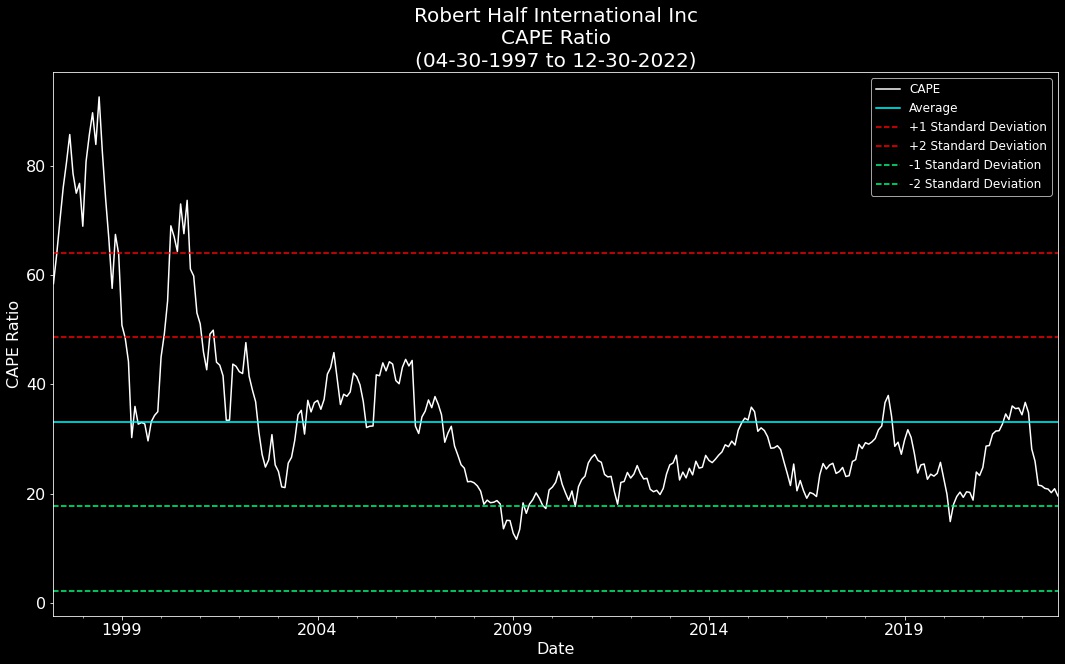 Robert Half International Inc
CAPE Ratio
(04-30-1997 to 12-30-2022)
CAPE
Average
+1 Standard Deviation
+2 Standard Deviation
-1 Standard Deviation
-2 Standard Deviation
CAPE Ratio
80
60
40
20
0
1999 2004 2009 2014 2019
Date